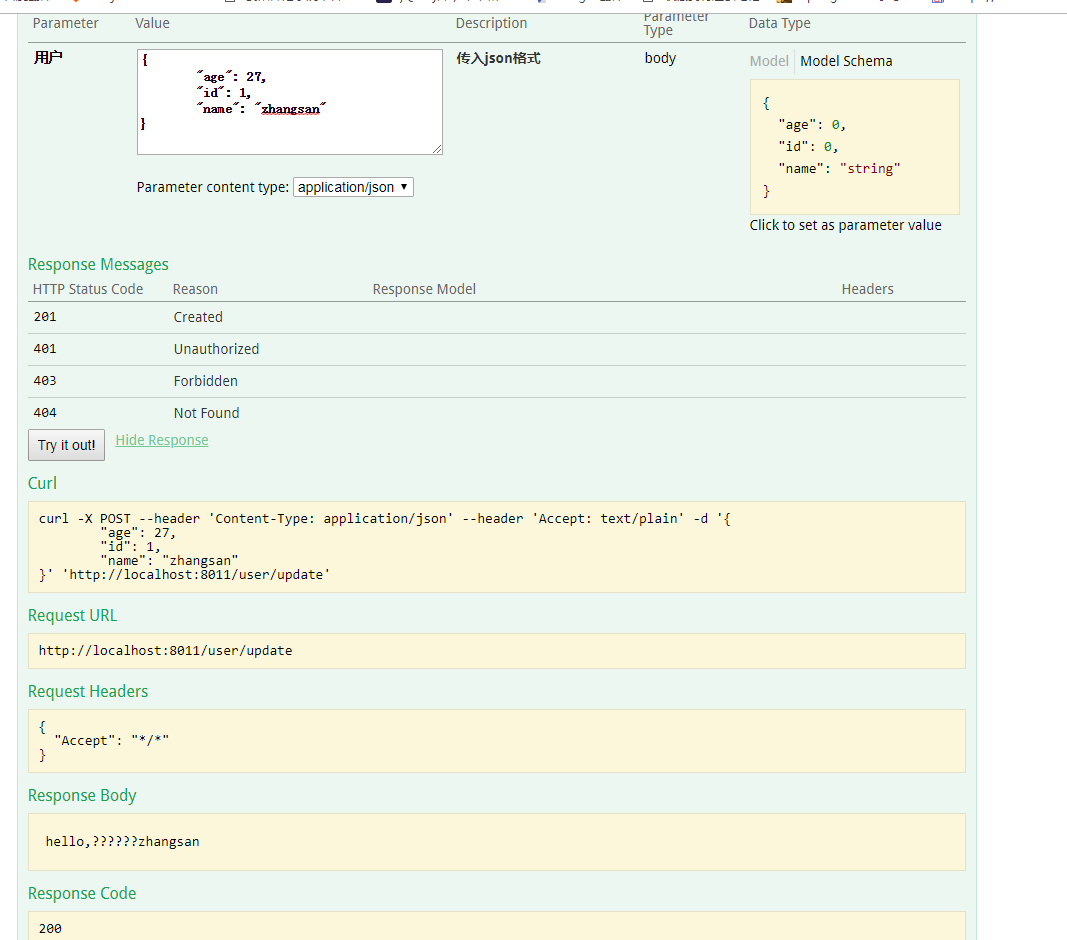 Parameter Value Description Parameter Type Data Type
用户
{
"age": 27,
"id": 1,
"name": "zhangsan"
}
传入json格式
body
Model Model Schema
{
"age": 0,
"id": 0,
"name": "string"
}
Click to set as parameter value
Parameter content type: application/json
Response Messages
HTTP Status Code Reason Response Model Headers
201 Created
401 Unauthorized
403 Forbidden
404 Not Found
Try it out! Hide Response
Curl
curl -X POST --header 'Content-Type: application/json' --header 'Accept: text/plain' -d '{
"age": 27,
"id": 1,
"name": "zhangsan"
}' 'http://localhost:8011/user/update'
Request URL
http://localhost:8011/user/update
Request Headers
{
"Accept": "*/*"
}
Response Body
hello,??????zhangsan
Response Code
200